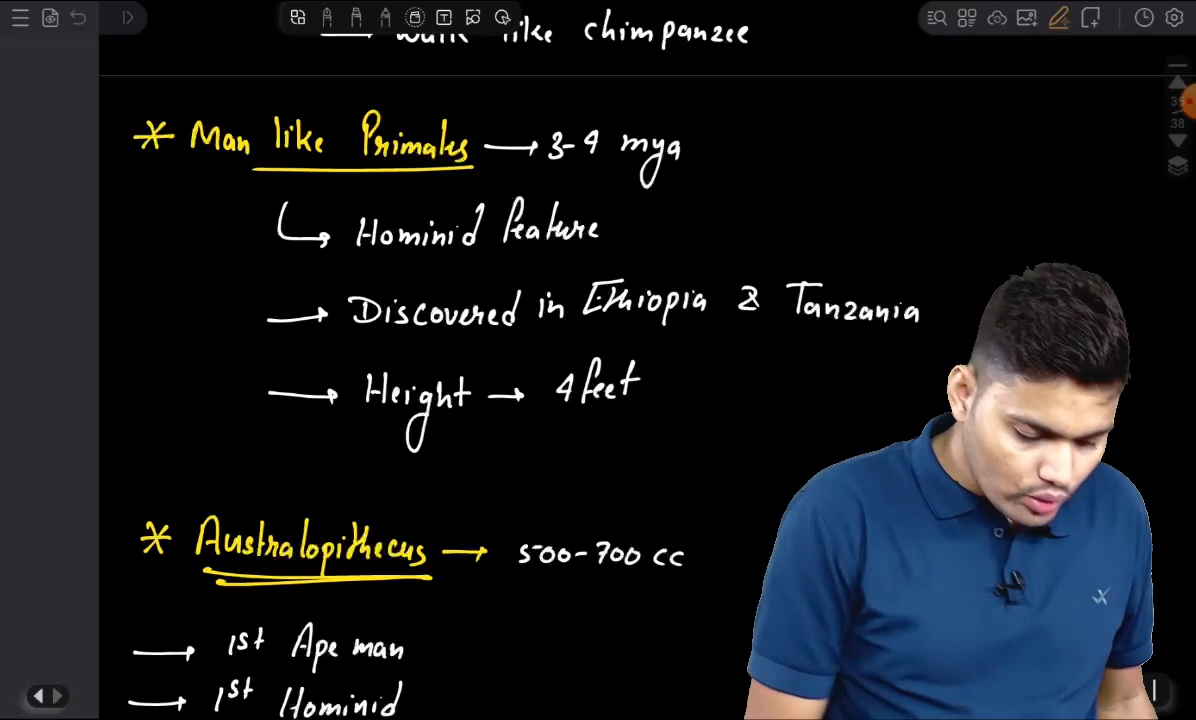 like chimpanzee
* Man like Primates → 3-4 mya
Hominid feature
→ Discovered in Ethiopia & Tanzania
→ Height → 4 feet
* Australopithecus → 500-700 cc
→ 1st Ape man
→ 1st Hominid
38